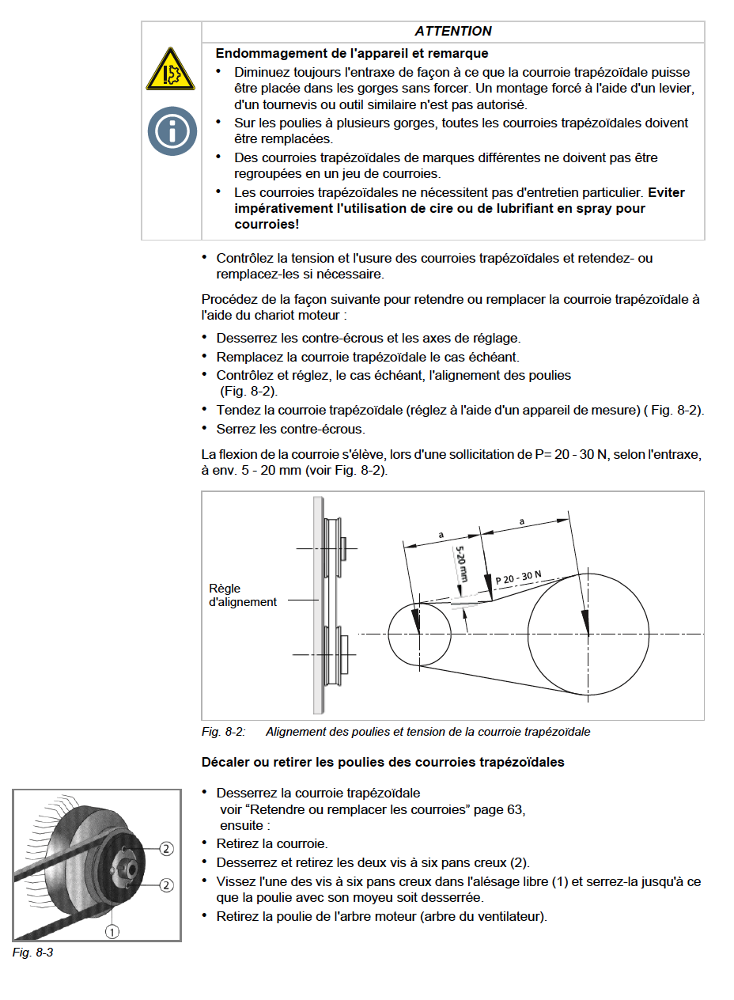 ATTENTION
Endommagement de l'appareil et remarque
• Diminuez toujours l'entraxe de façon à ce que la courroie trapézoïdale puisse
être placée dans les gorges sans forcer. Un montage forcé à l'aide d'un levier,
d'un tournevis ou outil similaire n'est pas autorisé.
• Sur les poulies à plusieurs gorges, toutes les courroies trapézoïdales doivent
être remplacées.
• Des courroies trapézoïdales de marques différentes ne doivent pas être
regroupées en un jeu de courroies.
• Les courroies trapézoïdales ne nécessitent pas d'entretien particulier. Eviter
impérativement l'utilisation de cire ou de lubrifiant en spray pour
courroies!
• Contrôlez la tension et l'usure des courroies trapézoïdales et retendez- ou
remplacez-les si nécessaire.
Procédez de la façon suivante pour retendre ou remplacer la courroie trapézoïdale à
l'aide du chariot moteur :
• Desserrez les contre-écrous et les axes de réglage.
• Remplacez la courroie trapézoïdale le cas échéant.
• Contrôlez et réglez, le cas échéant, l'alignement des poulies
(Fig. 8-2).
• Tendez la courroie trapézoïdale (réglez à l'aide d'un appareil de mesure) ( Fig. 8-2).
• Serrez les contre-écrous.
La flexion de la courroie s'élève, lors d'une sollicitation de P= 20 - 30 N, selon l'entraxe,
à env. 5 - 20 mm (voir Fig. 8-2).
Règle
d'alignement
a
a
5-20 mm
P 20 - 30 N
Fig. 8-2: Alignement des poulies et tension de la courroie trapézoïdale
Décaler ou retirer les poulies des courroies trapézoïdales
• Desserrez la courroie trapézoïdale
voir “Retendre ou remplacer les courroies” page 63,
ensuite :
• Retirez la courroie.
• Desserrez et retirez les deux vis à six pans creux (2).
• Vissez l'une des vis à six pans creux dans l'alésage libre (1) et serrez-la jusqu'à ce
que la poulie avec son moyeu soit desserrée.
• Retirez la poulie de l'arbre moteur (arbre du ventilateur).
2
2
1
Fig. 8-3